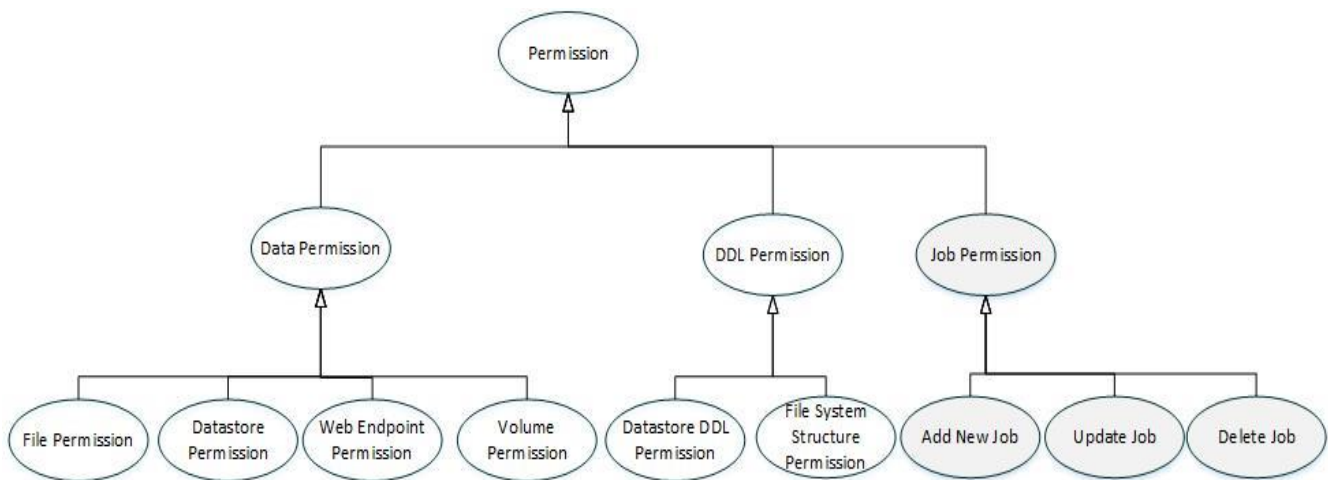 Permission
Data Permission
DDL Permission
Job Permission
File Permission
Datastore
Permission
Web Endpoint
Permission
Volume
Permission
Datastore DDL
Permission
File System
Structure
Permission
Add New Job
Update Job
Delete Job